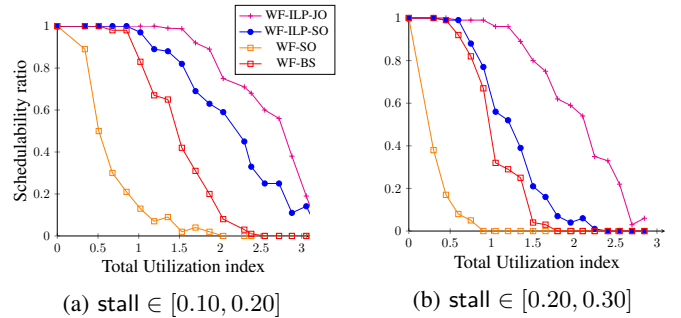 WF-ILP-JO
WF-ILP-SO
WF-SO
WF-BS
Schedulability ratio
1
0.8
0.6
0.4
0.2
0
0 0.5 1 1.5 2 2.5 3
Total Utilization index
(a) stall ∈ [0.10, 0.20]
1
0.8
0.6
0.4
0.2
0
0 0.5 1 1.5 2 2.5 3
Total Utilization index
(b) stall ∈ [0.20, 0.30]